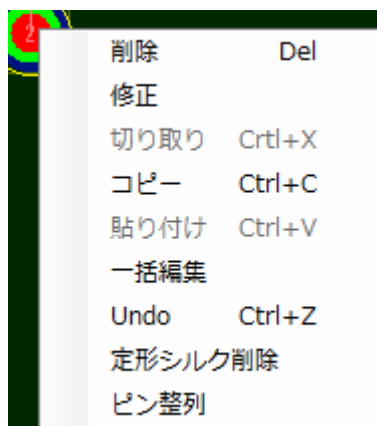 2
削除 Del
修正
切り取り Crtl+X
コピー Ctrl+C
貼り付け Ctrl+V
一括編集
Undo Ctrl+Z
定形シルク削除
ピン整列